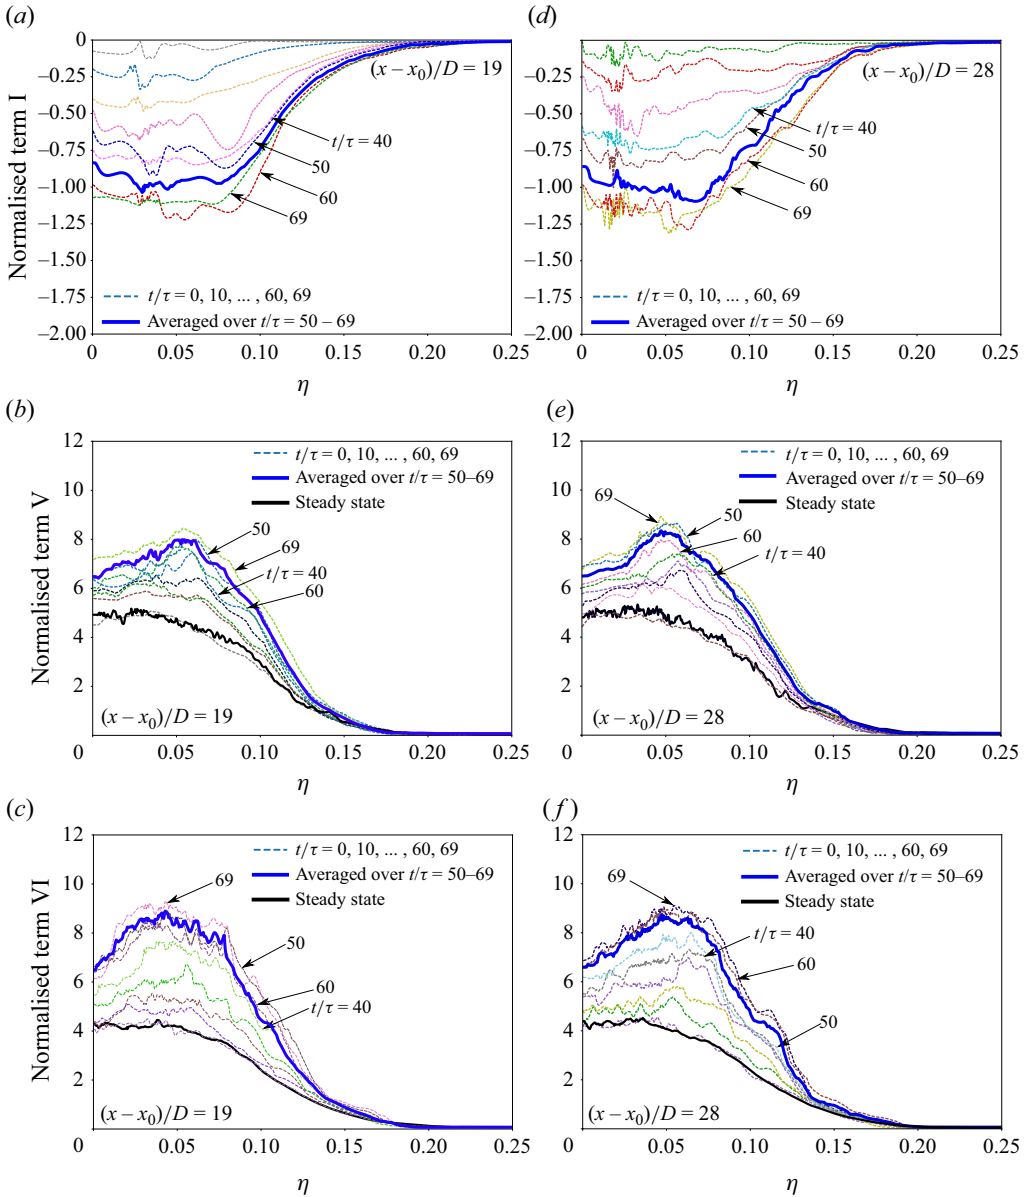 (a)
0
–0.25
–0.50
–0.75
–1.00
–1.25
–1.50
–1.75
–2.00
Normalised term I
(x – x0)/D = 19
t/τ = 40
50
60
69
t/τ = 0, 10, ... , 60, 69
Averaged over t/τ = 50 – 69
0 0.05 0.10 0.15 0.20 0.25
η
(d)
0
–0.25
–0.50
–0.75
–1.00
–1.25
–1.50
–1.75
–2.00
(x – x0)/D = 28
t/τ = 40
50
60
69
t/τ = 0, 10, ... , 60, 69
Averaged over t/τ = 50 – 69
0 0.05 0.10 0.15 0.20 0.25
η
(b)
12
10
8
6
4
2
Normalised term V
t/τ = 0, 10, ... , 60, 69
Averaged over t/τ = 50–69
Steady state
50
69
t/τ = 40
60
(x – x0)/D = 19
0 0.05 0.10 0.15 0.20 0.25
η
(e)
12
10
8
6
4
2
t/τ = 0, 10, ... , 60, 69
Averaged over t/τ = 50–69
Steady state
69
50
60
t/τ = 40
(x – x0)/D = 28
0 0.05 0.10 0.15 0.20 0.25
η
(c)
12
10
8
6
4
2
Normalised term VI
t/τ = 0, 10, ... , 60, 69
Averaged over t/τ = 50–69
Steady state
69
50
60
t/τ = 40
(x – x0)/D = 19
0 0.05 0.10 0.15 0.20 0.25
η
(f)
12
10
8
6
4
2
t/τ = 0, 10, ... , 60, 69
Averaged over t/τ = 50–69
Steady state
69
t/τ = 40
60
50
(x – x0)/D = 28
0 0.05 0.10 0.15 0.20 0.25
η